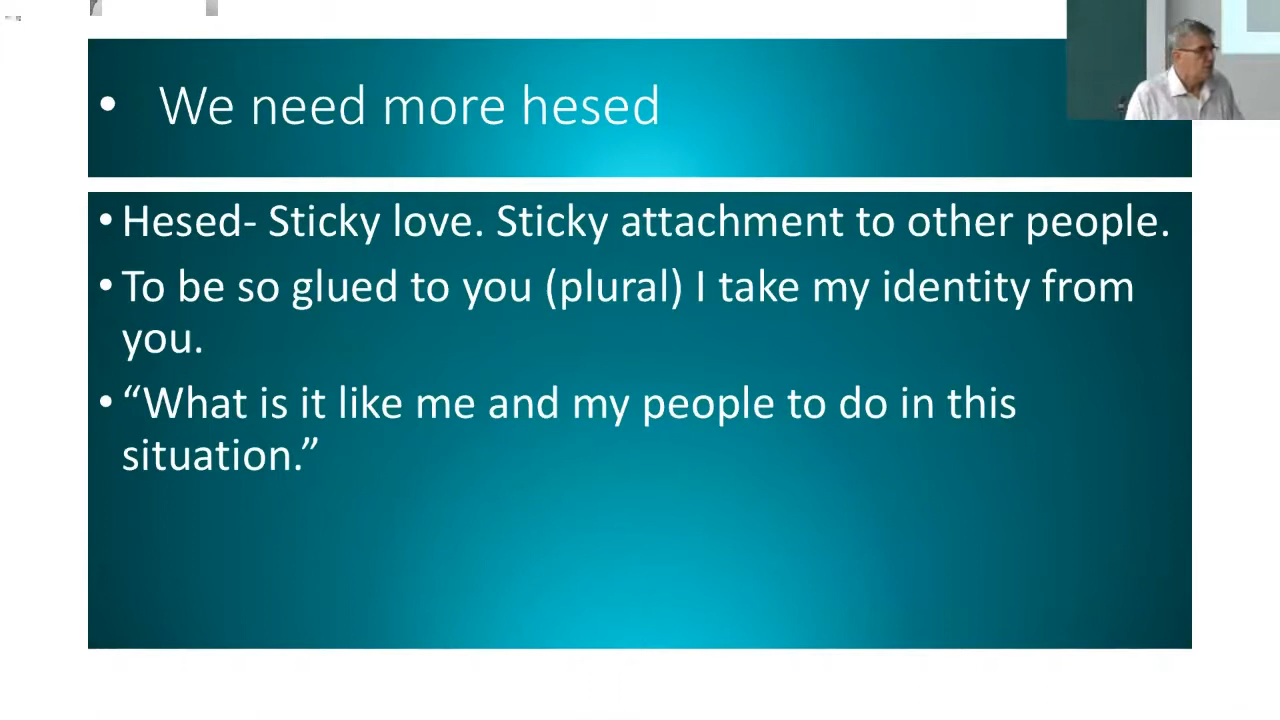 • We need more hesed
• Hesed- Sticky love. Sticky attachment to other people.
• To be so glued to you (plural) I take my identity from
you.
• “What is it like me and my people to do in this
situation.”